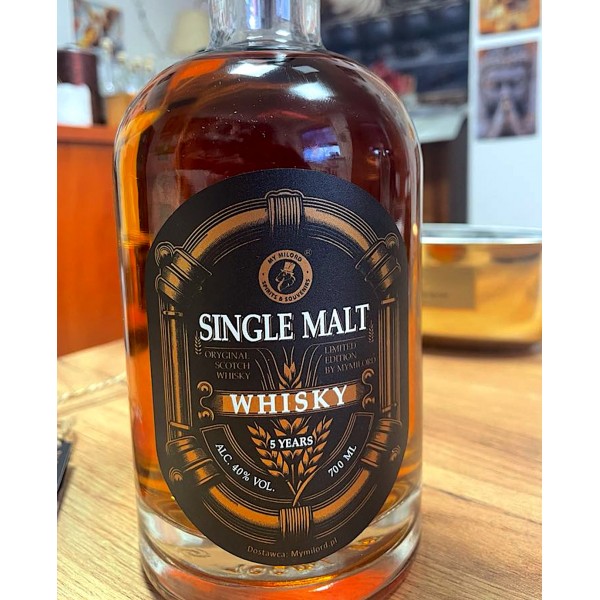 MY MILORD
SPIRITS & SOUVENIRS
SINGLE MALT
ORYGINAL
SCOTCH
WHISKY
LIMITED
EDITION
BY MYMILORD
WHISKY
5 YEARS
ALC. 40% VOL.
700 ML
Dostawca: Mymilord.pl